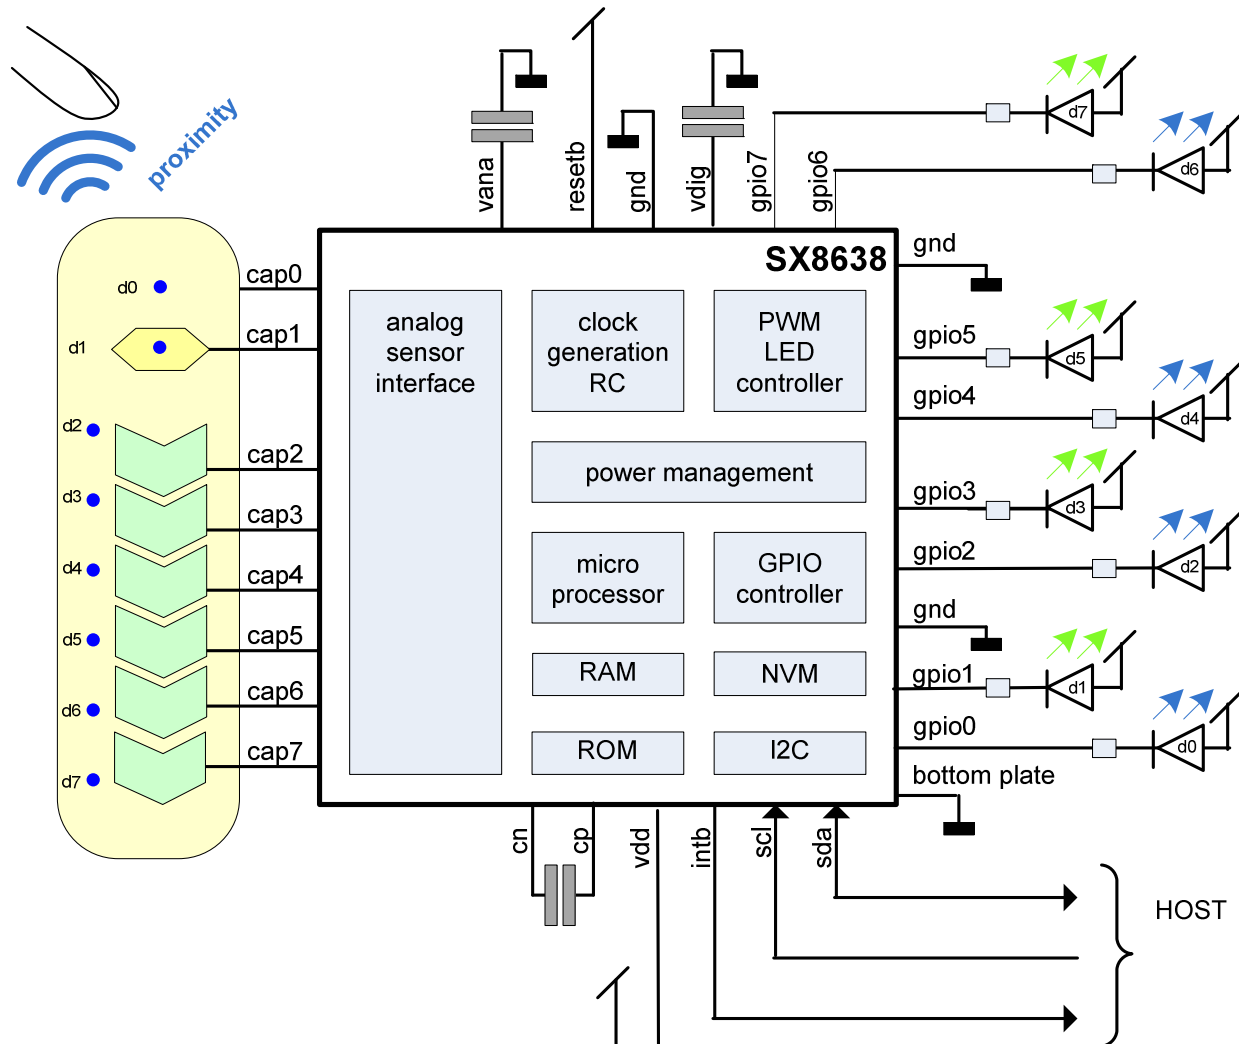 proximity
vana
resetb
gnd
vdig
gpio7
gpio6
d7
d6
SX8638
gnd
d0
cap0
d1
cap1
d2
cap2
d3
cap3
d4
cap4
d5
cap5
d6
cap6
d7
cap7
analog
sensor
interface
clock
generation
RC
PWM
LED
controller
power management
micro
processor
GPIO
controller
RAM
NVM
ROM
I2C
gpio5
d5
gpio4
d4
gpio3
d3
gpio2
d2
gnd
gpio1
d1
gpio0
d0
bottom plate
cn
cp
vdd
intb
scl
sda
HOST